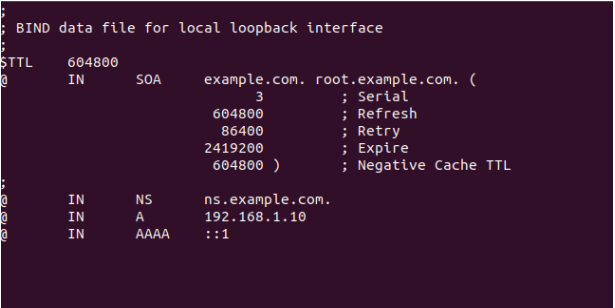 ;
; BIND data file for local loopback interface
;
$TTL    604800
@       IN      SOA     example.com. root.example.com. (
                              3         ; Serial
                         604800         ; Refresh
                          86400         ; Retry
                        2419200         ; Expire
                         604800 )       ; Negative Cache TTL
;
@       IN      NS      ns.example.com.
@       IN      A       192.168.1.10
@       IN      AAAA    ::1